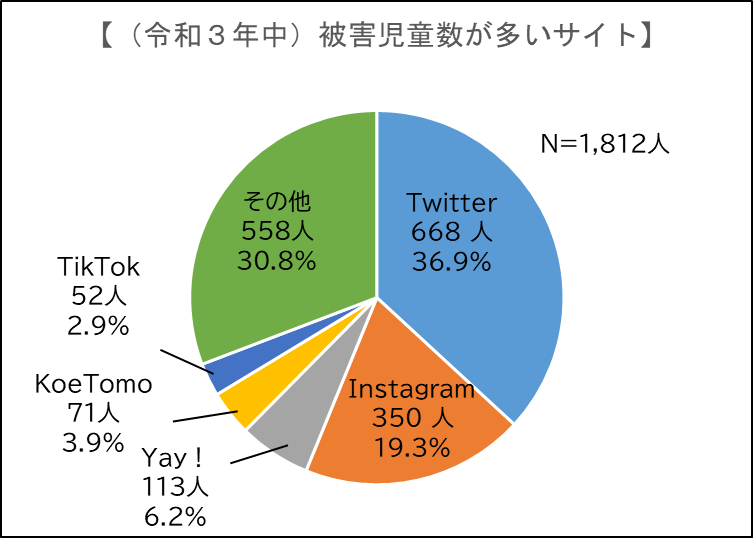 【（令和３年中）被害児童数が多いサイト】
N=1,812人
Twitter
668 人
36.9%
Instagram
350 人
19.3%
Yay！
113人
6.2%
KoeTomo
71人
3.9%
TikTok
52人
2.9%
その他
558人
30.8%